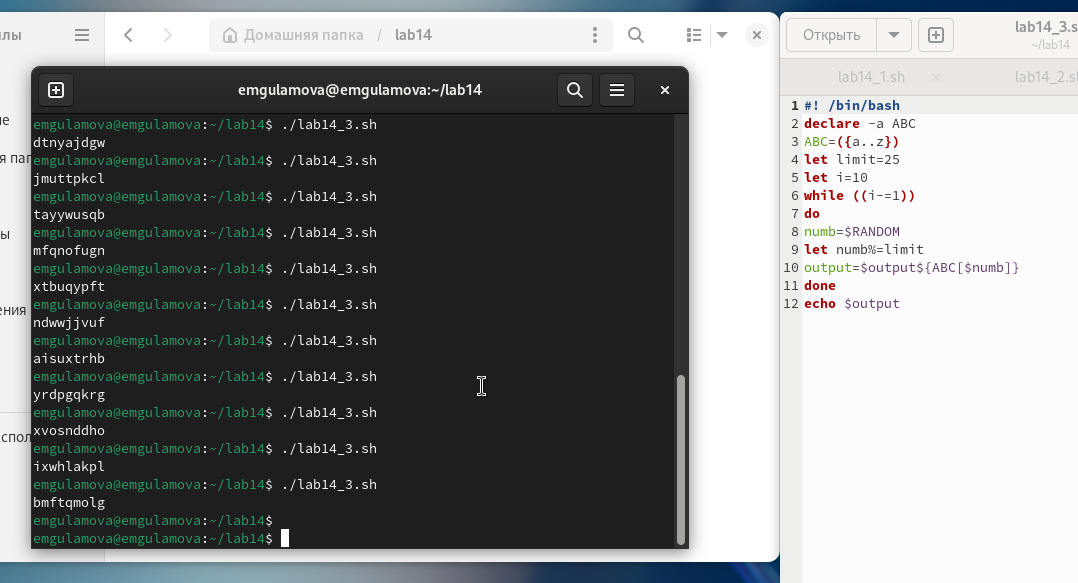 лы
Домашняя папка / lab14
Открыть
lab14_3.s
~/lab14
lab14_1.sh
lab14_2.sh
ие
я пап
ы
ения
спол
emgulamova@emgulamova:~/lab14
emgulamova@emgulamova:~/lab14$ ./lab14_3.sh
dtnyajdgw
emgulamova@emgulamova:~/lab14$ ./lab14_3.sh
jmuttpkcl
emgulamova@emgulamova:~/lab14$ ./lab14_3.sh
tayywusqb
emgulamova@emgulamova:~/lab14$ ./lab14_3.sh
mfqnofugn
emgulamova@emgulamova:~/lab14$ ./lab14_3.sh
xtbuqypft
emgulamova@emgulamova:~/lab14$ ./lab14_3.sh
ndwwjjvuf
emgulamova@emgulamova:~/lab14$ ./lab14_3.sh
aisuxtrhb
emgulamova@emgulamova:~/lab14$ ./lab14_3.sh
yrdpgqkrg
emgulamova@emgulamova:~/lab14$ ./lab14_3.sh
xvosnddho
emgulamova@emgulamova:~/lab14$ ./lab14_3.sh
ixwhlakpl
emgulamova@emgulamova:~/lab14$ ./lab14_3.sh
bmftqmolg
emgulamova@emgulamova:~/lab14$
emgulamova@emgulamova:~/lab14$
1 #! /bin/bash
2 declare -a ABC
3 ABC=({a..z})
4 let limit=25
5 let i=10
6 while ((i-=1))
7 do
8 numb=$RANDOM
9 let numb%=limit
10 output=$output${ABC[$numb]}
11 done
12 echo $output